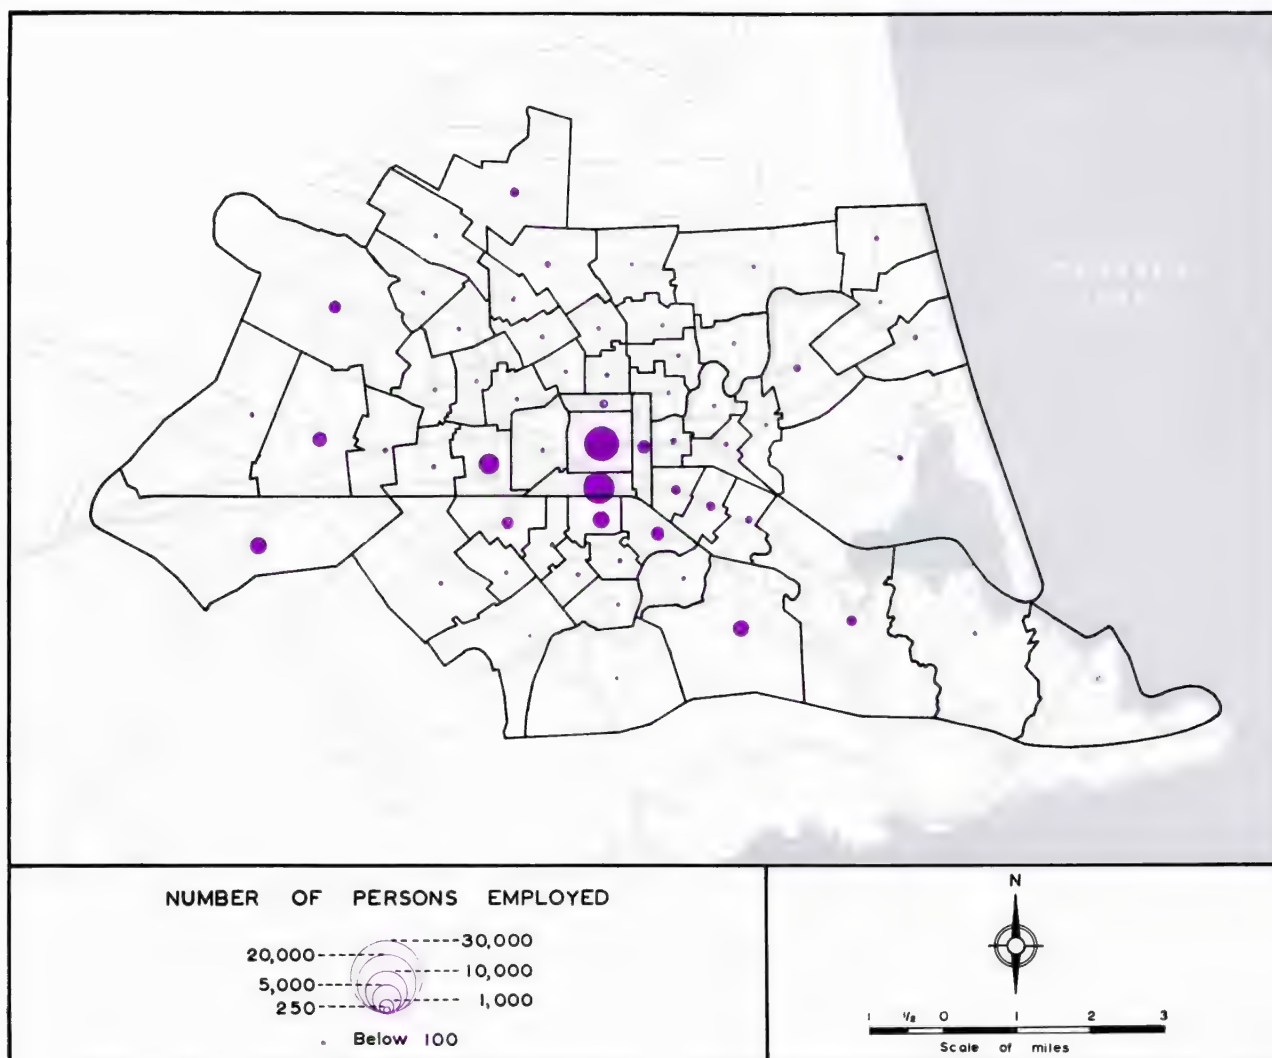 NUMBER OF PERSONS EMPLOYED
30,000
20,000
10,000
5,000
1,000
250
Below 100
N
1 ½ 0 1 2 3
Scale of miles